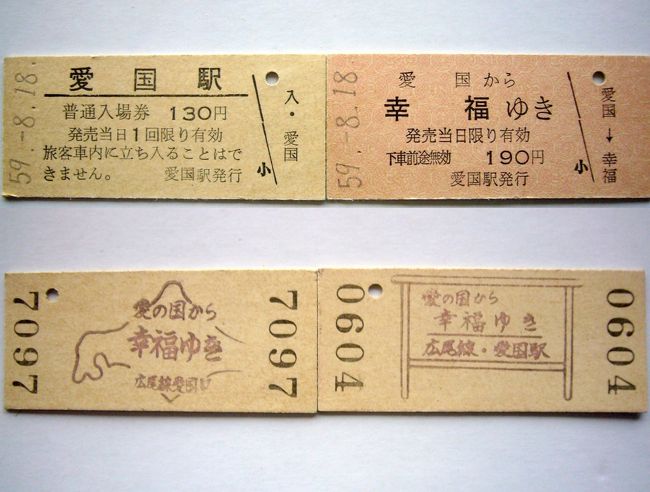 59.-8.18
愛国駅
普通入場券 130円
発売当日1回限り有効
旅客車内に立ち入ることはで
きません。 愛国駅発行
入・愛国
小
59.-8.18
愛国から
幸福ゆき
発売当日限り有効
下車前途無効 190円
愛国駅発行
愛国→幸福
小
7097
愛の国から
幸福ゆき
広尾線愛国
7097
0604
愛の国から
幸福ゆき
広尾線・愛国駅
0604